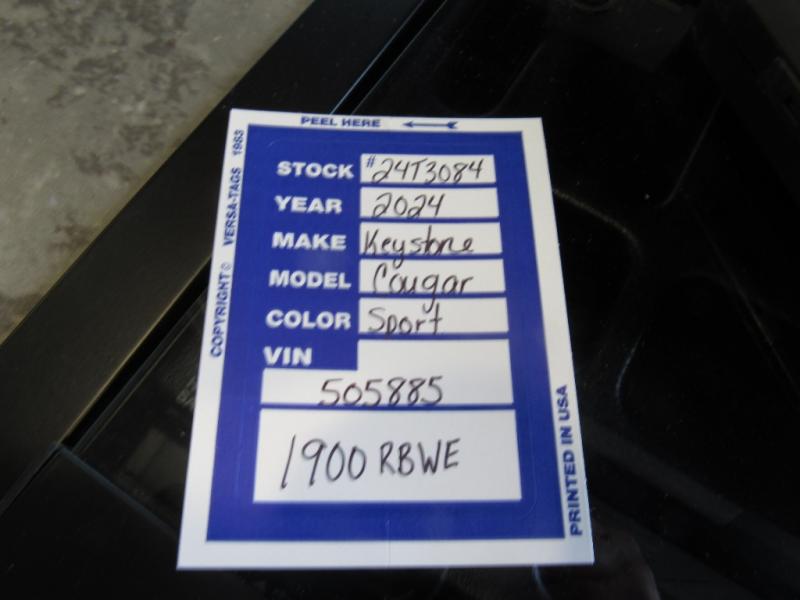 PEEL HERE
STOCK #24T3084
YEAR 2024
MAKE Keystone
MODEL Cougar
COLOR Sport
VIN
505885
1900 RBWE
COPYRIGHT © VERSA-TAGS 1983
PRINTED IN USA